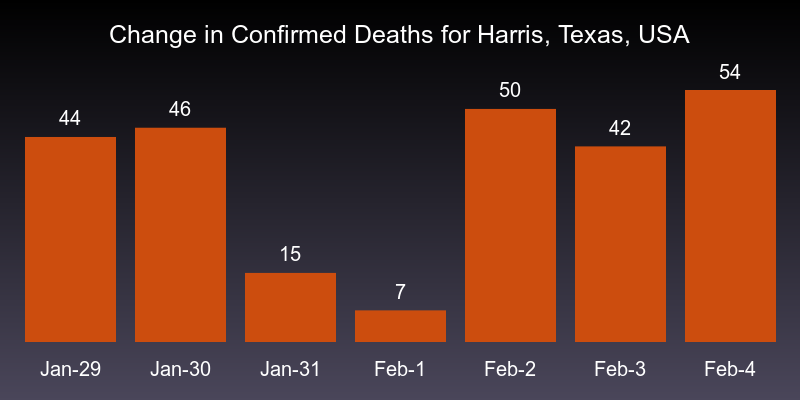 Change in Confirmed Deaths for Harris, Texas, USA
44
46
15
7
50
42
54
Jan-29
Jan-30
Jan-31
Feb-1
Feb-2
Feb-3
Feb-4